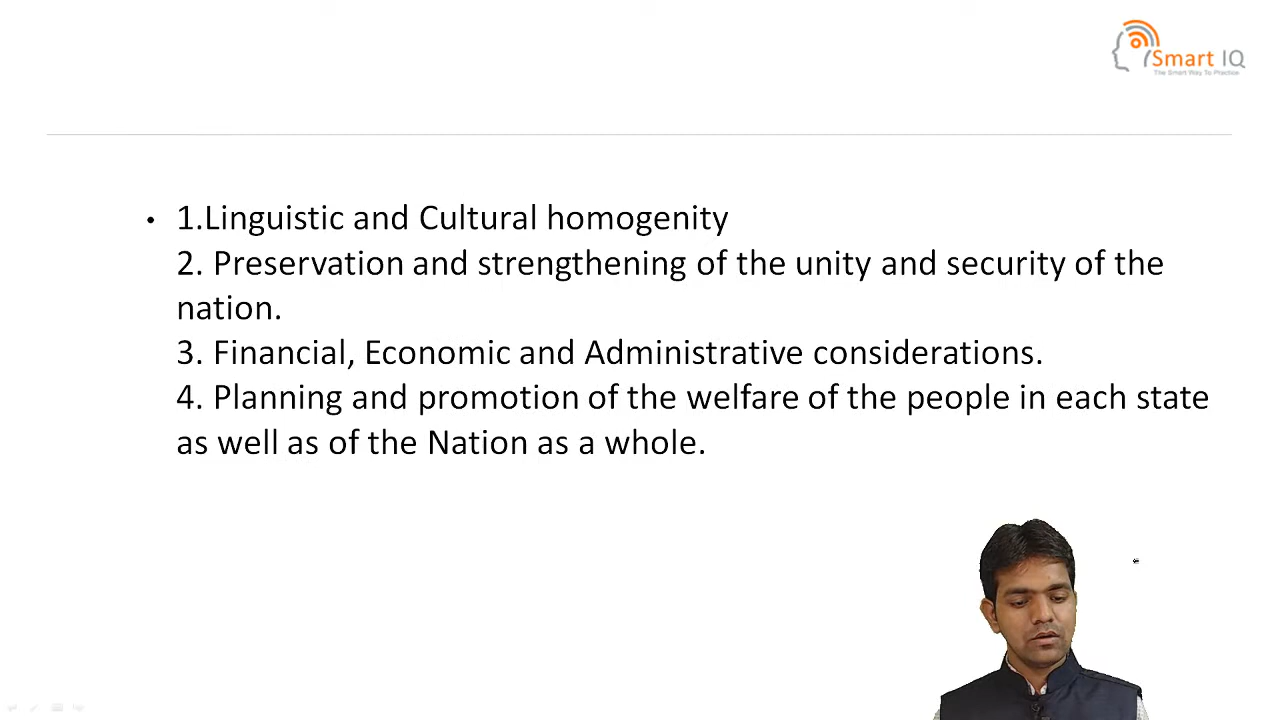 Smart IQ
The Smart Way To Practice
• 1.Linguistic and Cultural homogenity
2. Preservation and strengthening of the unity and security of the
nation.
3. Financial, Economic and Administrative considerations.
4. Planning and promotion of the welfare of the people in each state
as well as of the Nation as a whole.